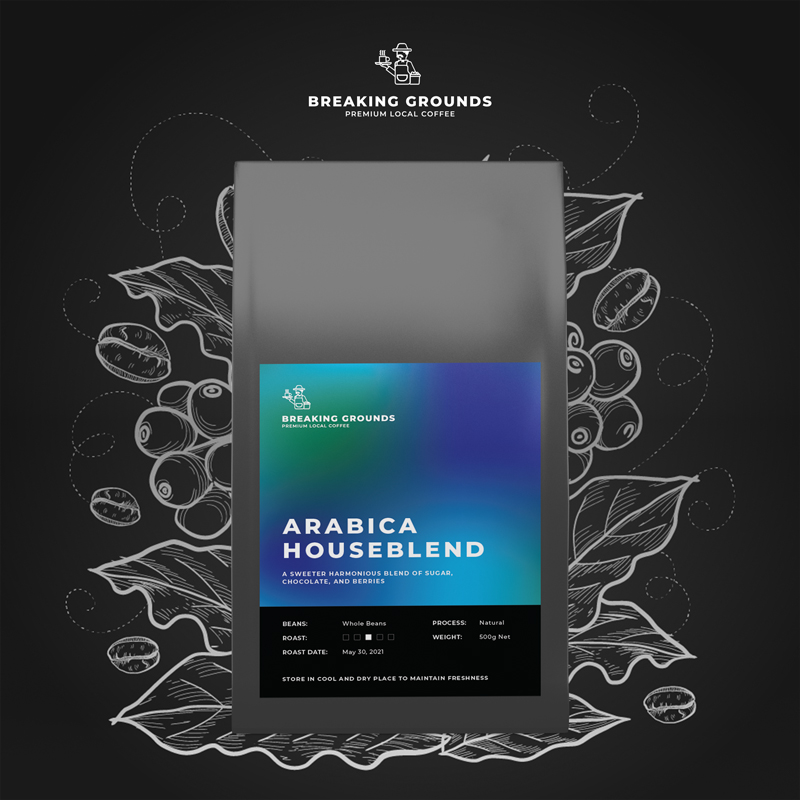 BREAKING GROUNDS
PREMIUM LOCAL COFFEE
BREAKING GROUNDS
PREMIUM LOCAL COFFEE
ARABICA
HOUSEBLEND
A SWEETER HARMONIOUS BLEND OF SUGAR,
CHOCOLATE, AND BERRIES
BEANS: Whole Beans PROCESS: Natural
ROAST: WEIGHT: 500g Net
ROAST DATE: May 30, 2021
STORE IN COOL AND DRY PLACE TO MAINTAIN FRESHNESS